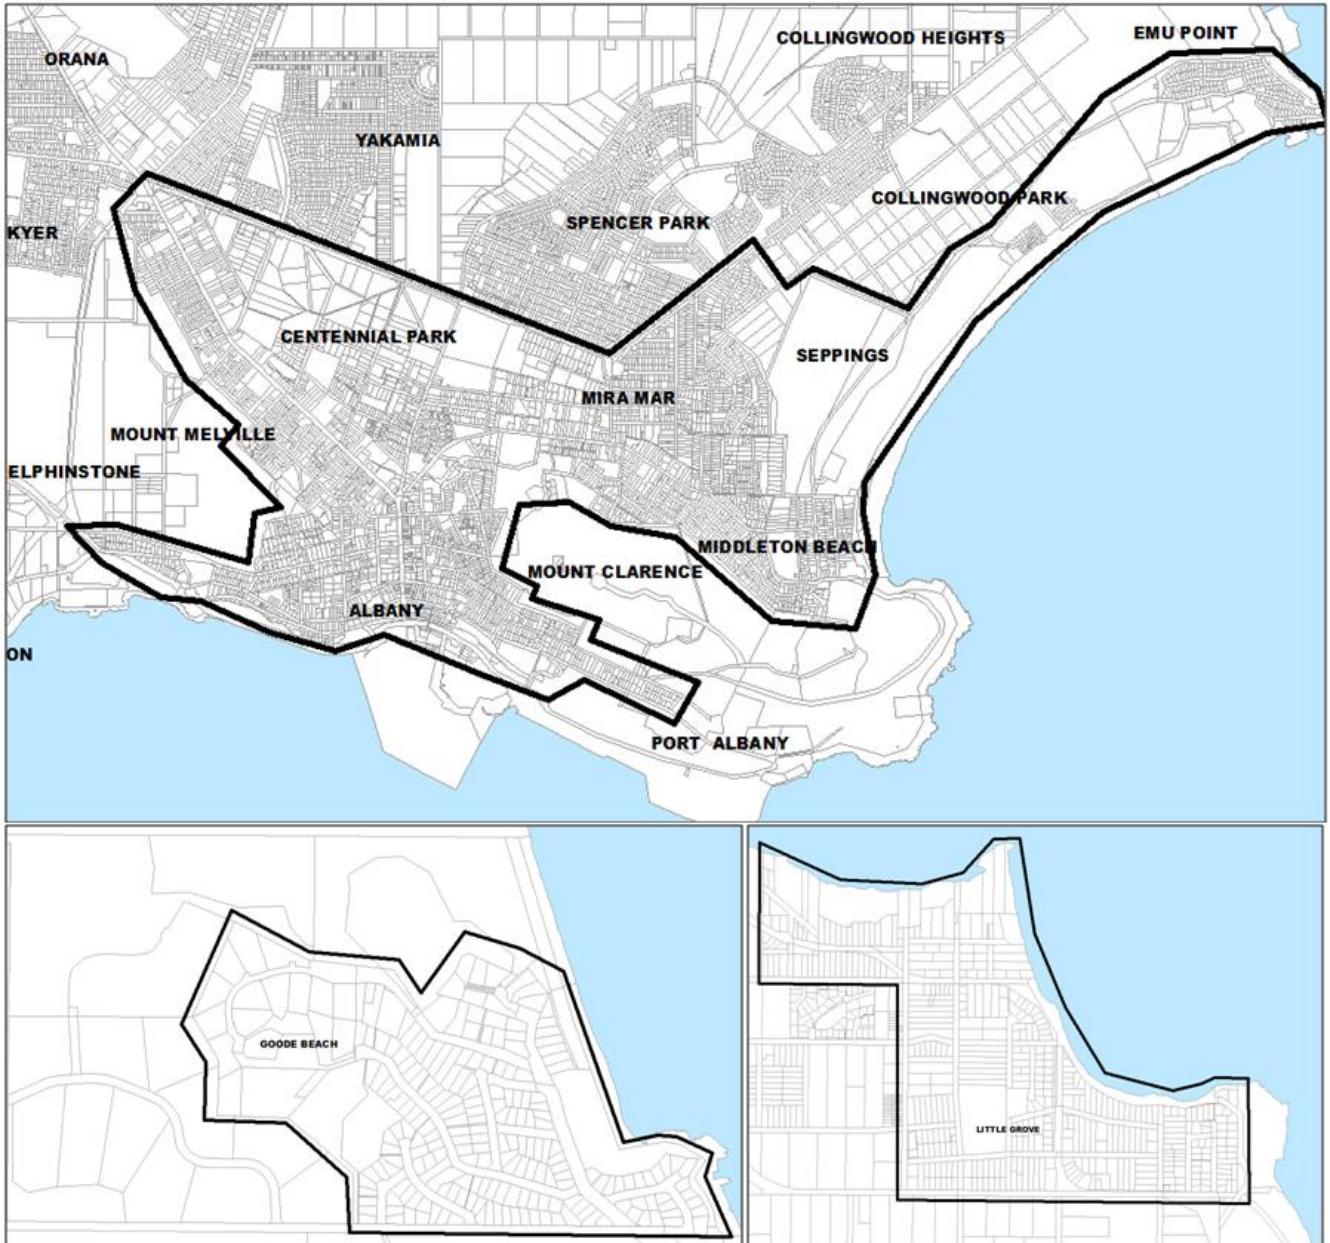 COLLINGWOOD HEIGHTS
EMU POINT
ORANA
YAKAMIA
COLLINGWOOD PARK
SPENCER PARK
KYER
CENTENNIAL PARK
SEPPINGS
MIRA MAR
MOUNT MELVILLE
ELPHINSTONE
MIDDLETON BEACH
MOUNT CLARENCE
ALBANY
ON
PORT ALBANY
GOODE BEACH
LITTLE GROVE